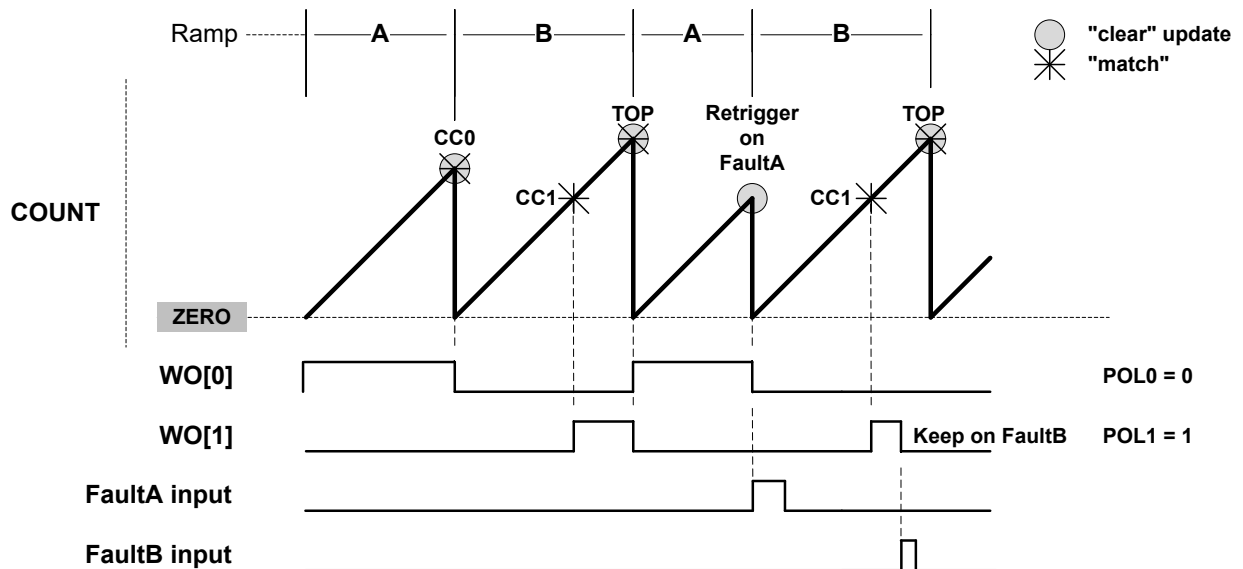 Ramp A B A B
"clear" update
"match"
CC0
TOP
Retrigger
on
FaultA
TOP
CC1
CC1
COUNT
ZERO
WO[0]
POL0 = 0
WO[1]
Keep on FaultB
POL1 = 1
FaultA input
FaultB input